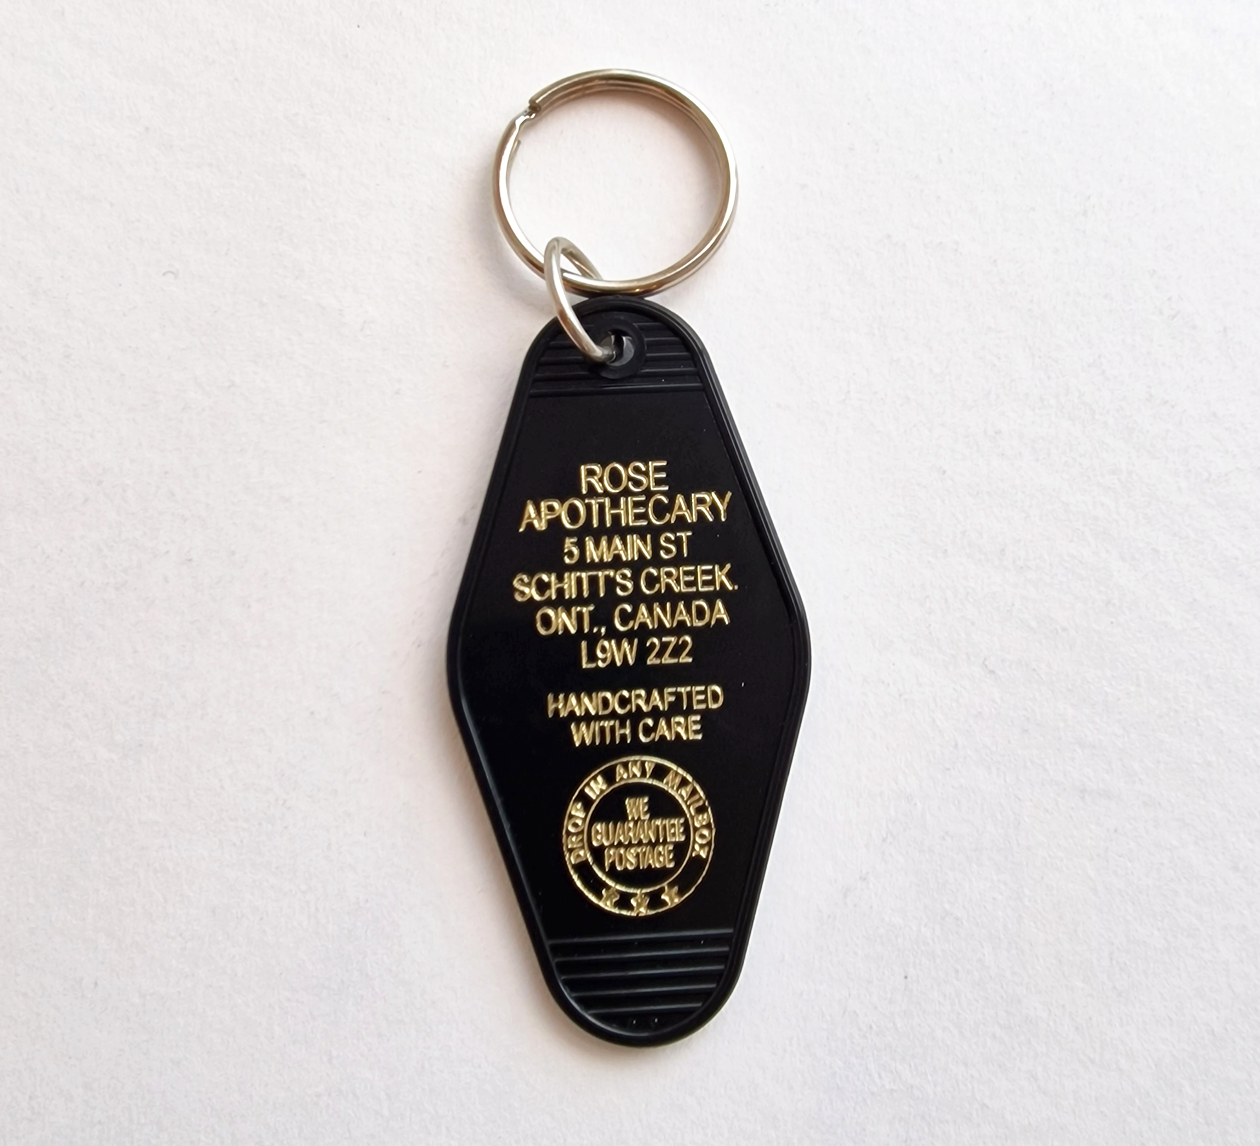 ROSE
APOTHECARY
5 MAIN ST
SCHITT'S CREEK.
ONT., CANADA
L9W 2Z2
HANDCRAFTED
WITH CARE
DROP IN ANY MAILBOX
WE
GUARANTEE
POSTAGE